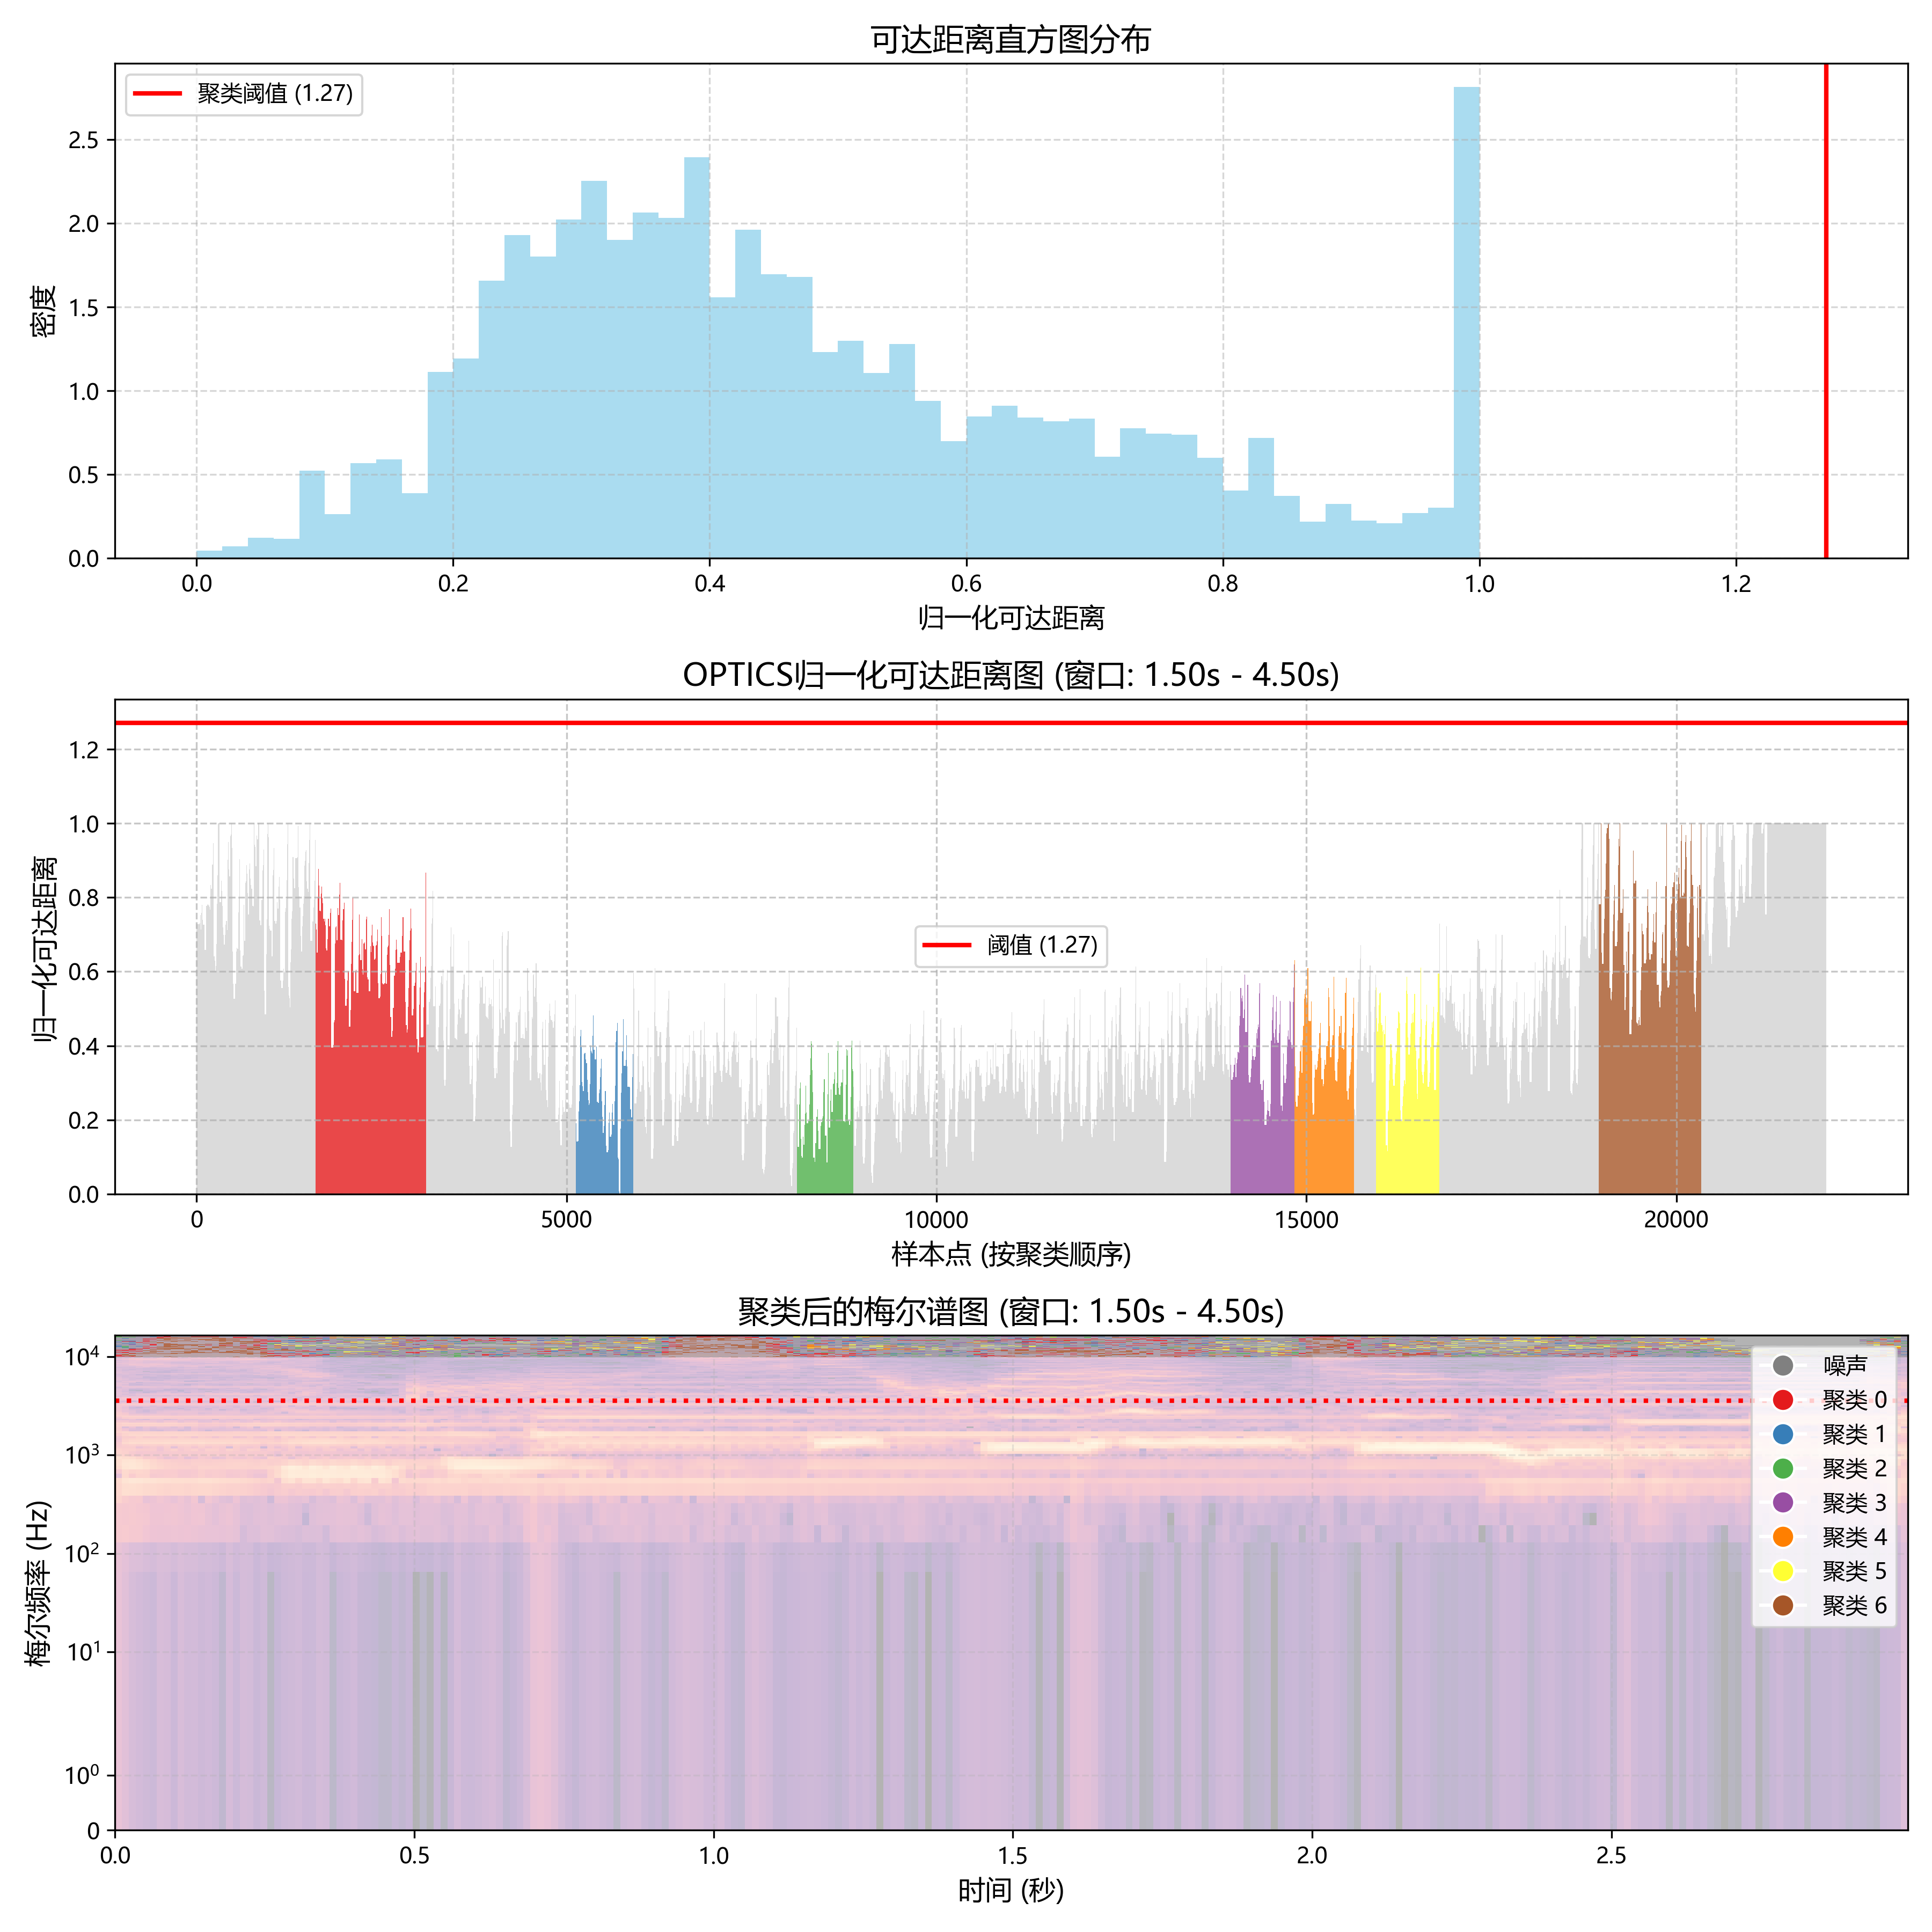 可达距离直方图分布
聚类阈值 (1.27)
密度
2.5
2.0
1.5
1.0
0.5
0.0
0.0 0.2 0.4 0.6 0.8 1.0 1.2
归一化可达距离
OPTICS归一化可达距离图 (窗口: 1.50s - 4.50s)
归一化可达距离
1.2
1.0
0.8
0.6
0.4
0.2
0.0
阈值 (1.27)
0 5000 10000 15000 20000
样本点 (按聚类顺序)
聚类后的梅尔谱图 (窗口: 1.50s - 4.50s)
梅尔频率 (Hz)
10⁴
10³
10²
10¹
10⁰
0
噪声
聚类 0
聚类 1
聚类 2
聚类 3
聚类 4
聚类 5
聚类 6
0.0 0.5 1.0 1.5 2.0 2.5
时间 (秒)